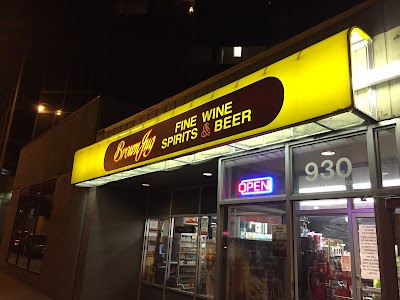 Brown Jug
FINE WINE
SPIRITS & BEER
OPEN
930